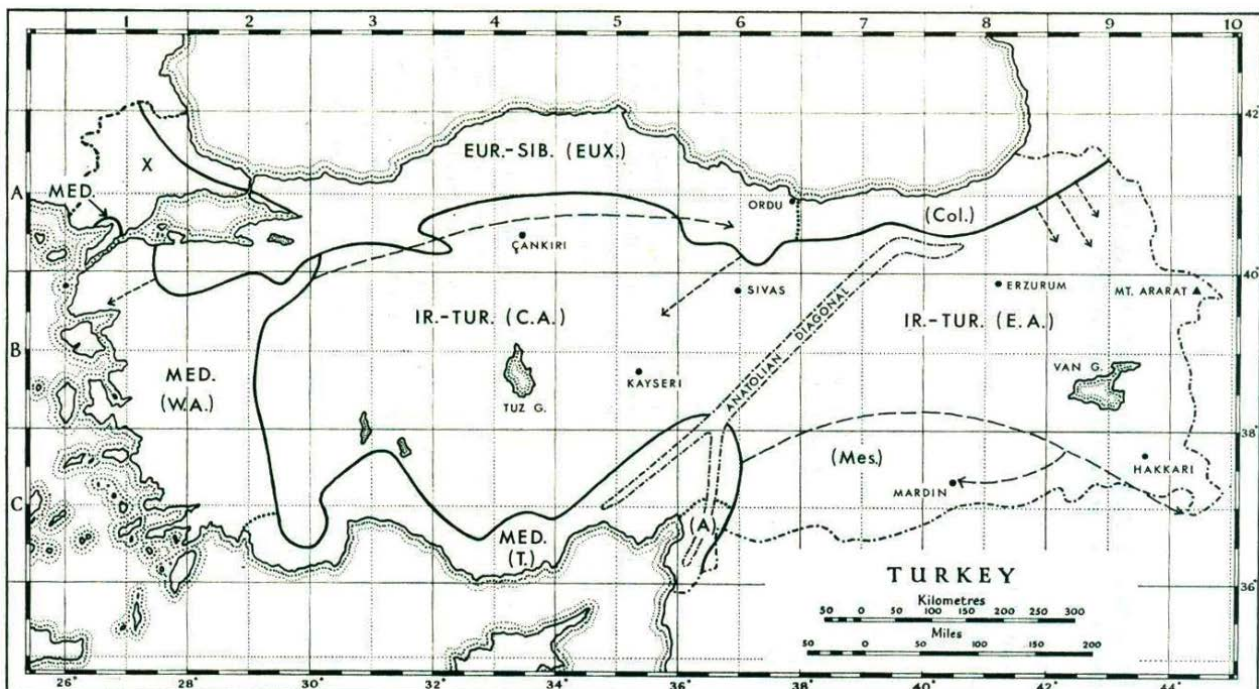 1 2 3 4 5 6 7 8 9 10
42°
EUR.-SIB. (EUX.)
X
A
MED.
ORDU
(Col.)
ÇANKIRI
40°
SIVAS
ERZURUM
MT. ARARAT
IR.-TUR. (C.A.)
ANATOLIAN DIAGONAL
IR.-TUR. (E.A.)
B
MED.
(W.A.)
KAYSERI
VAN G.
TUZ G.
38°
(Mes.)
HAKKARI
MARDIN
C
(A)
MED.
(T.)
TURKEY
36°
Kilometres
50 0 50 100 150 200 250 300
Miles
50 0 50 100 150 200
26° 28° 30° 32° 34° 36° 38° 40° 42° 44°